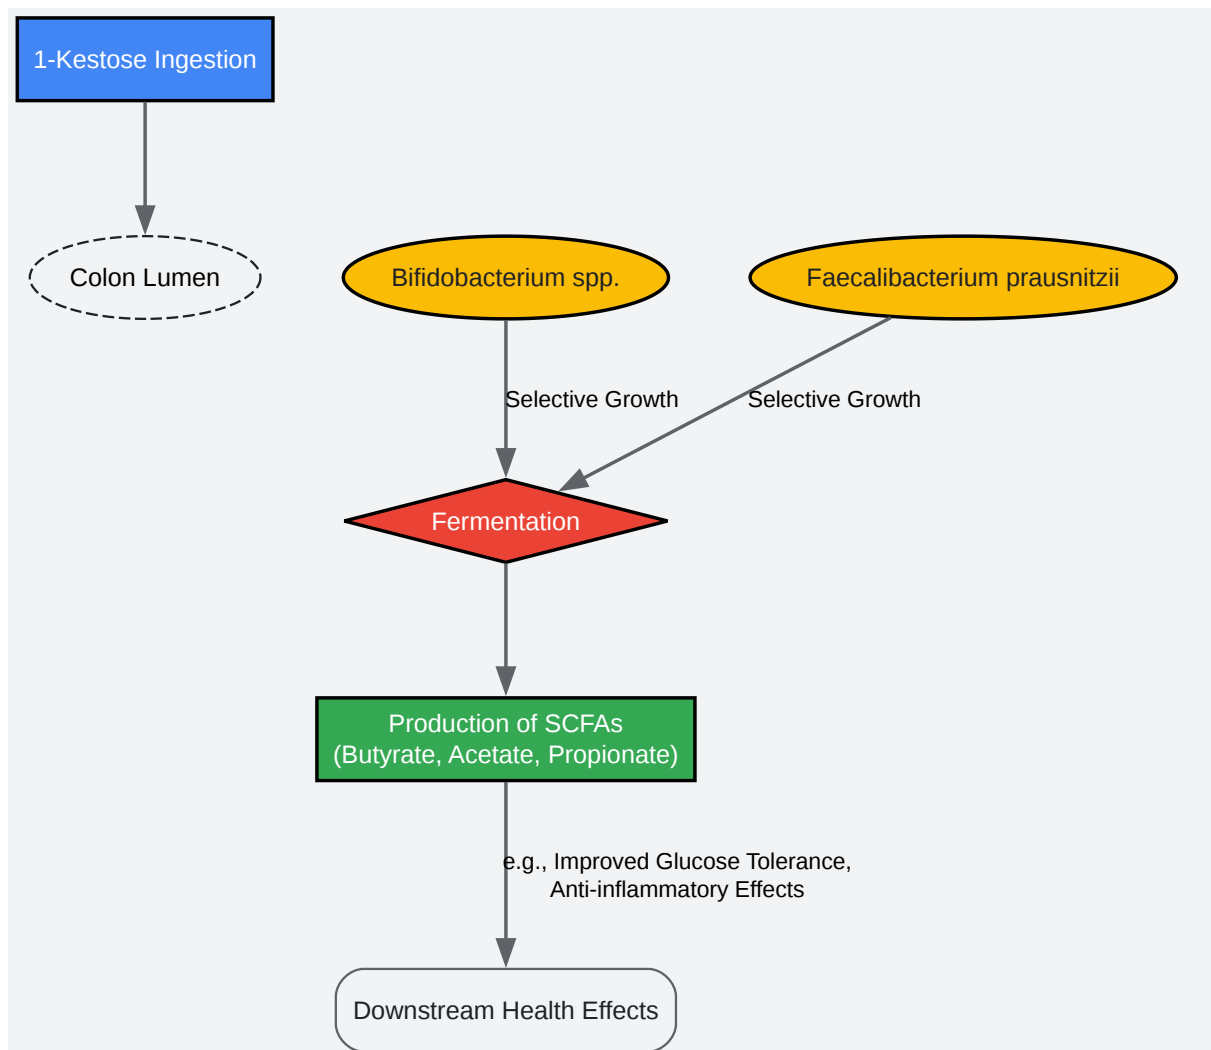 1-Kestose Ingestion
Colon Lumen
Bifidobacterium spp.
Faecalibacterium prausnitzii
Selective Growth
Selective Growth
Fermentation
Production of SCFAs
(Butyrate, Acetate, Propionate)
e.g., Improved Glucose Tolerance,
Anti-inflammatory Effects
Downstream Health Effects